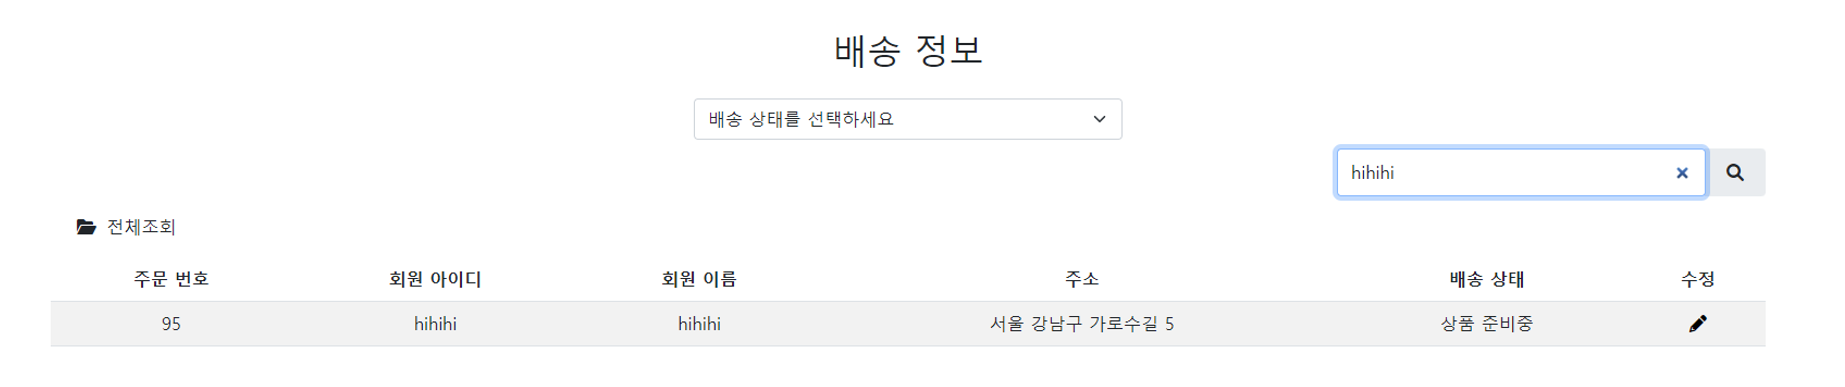 배송 정보
배송 상태를 선택하세요
hihihi
전체조회
주문 번호 회원 아이디 회원 이름 주소 배송 상태 수정
95 hihihi hihihi 서울 강남구 가로수길 5 상품 준비중